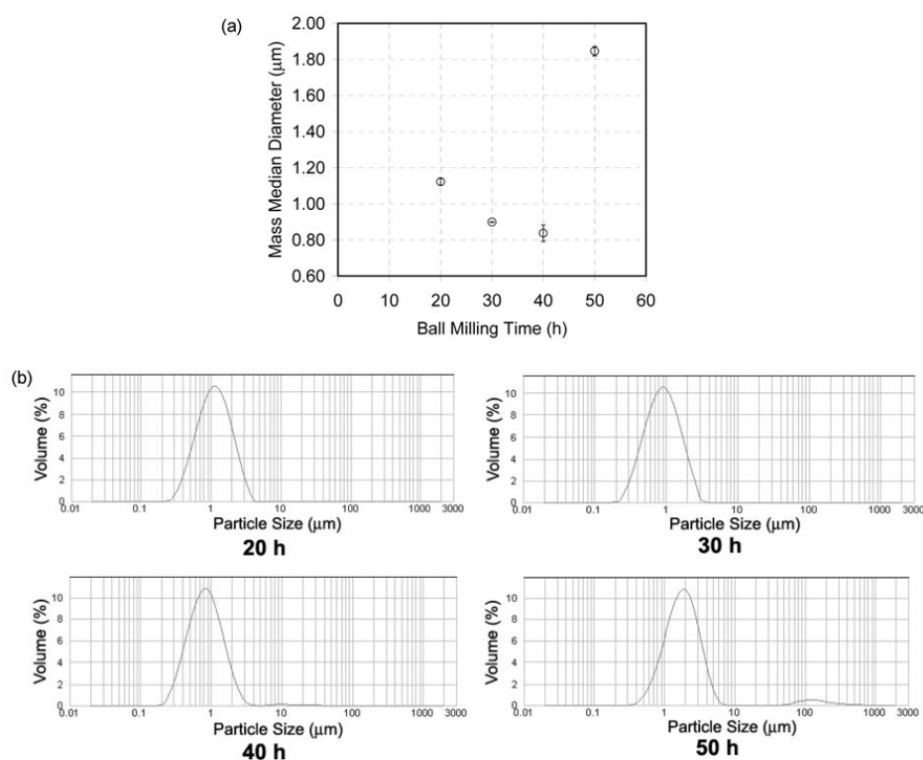 (a)
Mass Median Diameter (μm)
2.00
1.80
1.60
1.40
1.20
1.00
0.80
0.60
0 10 20 30 40 50 60
Ball Milling Time (h)
(b)
Volume (%)
10
8
6
4
2
0
0.01 0.1 1 10 100 1000 3000
Particle Size (μm)
20 h
Volume (%)
10
8
6
4
2
0
0.01 0.1 1 10 100 1000 3000
Particle Size (μm)
30 h
Volume (%)
10
8
6
4
2
0
0.01 0.1 1 10 100 1000 3000
Particle Size (μm)
40 h
Volume (%)
10
8
6
4
2
0
0.01 0.1 1 10 100 1000 3000
Particle Size (μm)
50 h